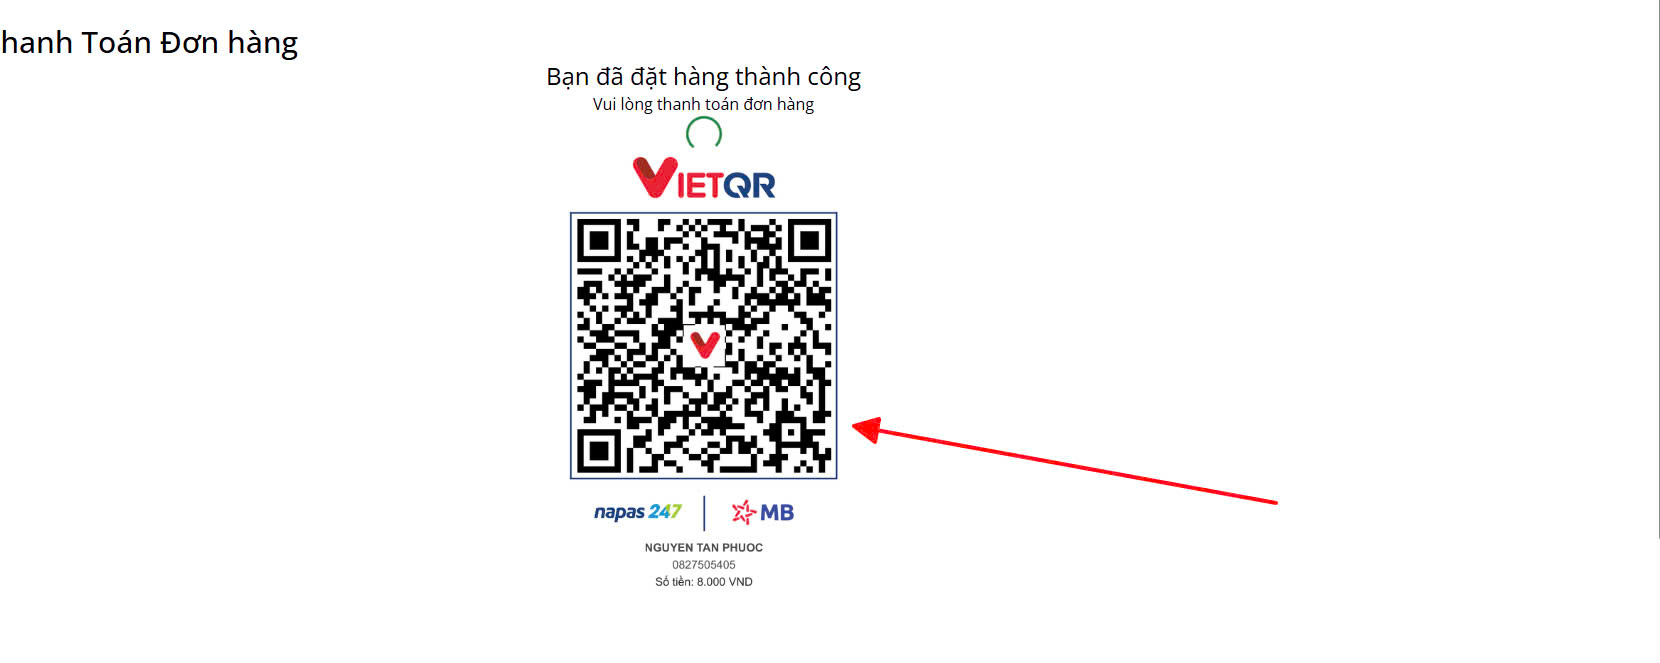 hanh Toán Đơn hàng
Bạn đã đặt hàng thành công
Vui lòng thanh toán đơn hàng
VIETQR
napas 247
MB
NGUYEN TAN PHUOC
0827505405
Số tiền: 8.000 VND